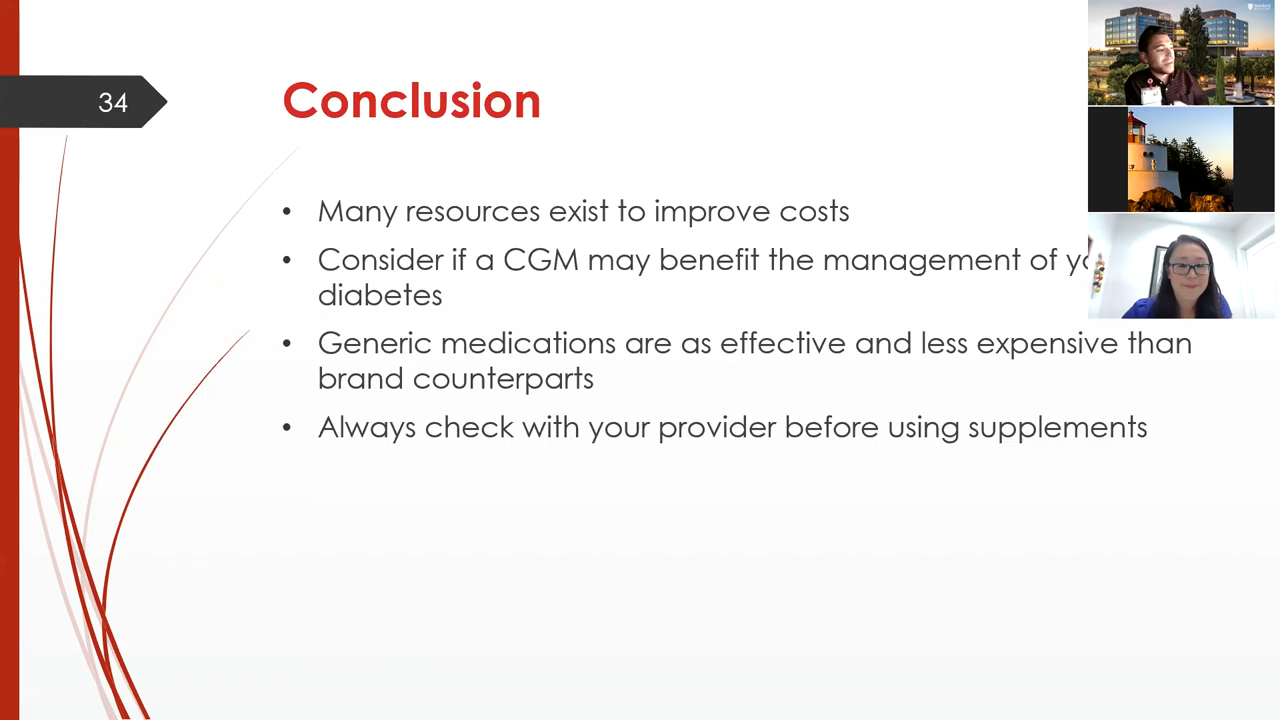 34
Conclusion
• Many resources exist to improve costs
• Consider if a CGM may benefit the management of
diabetes
• Generic medications are as effective and less expensive than
brand counterparts
• Always check with your provider before using supplements
Stanford